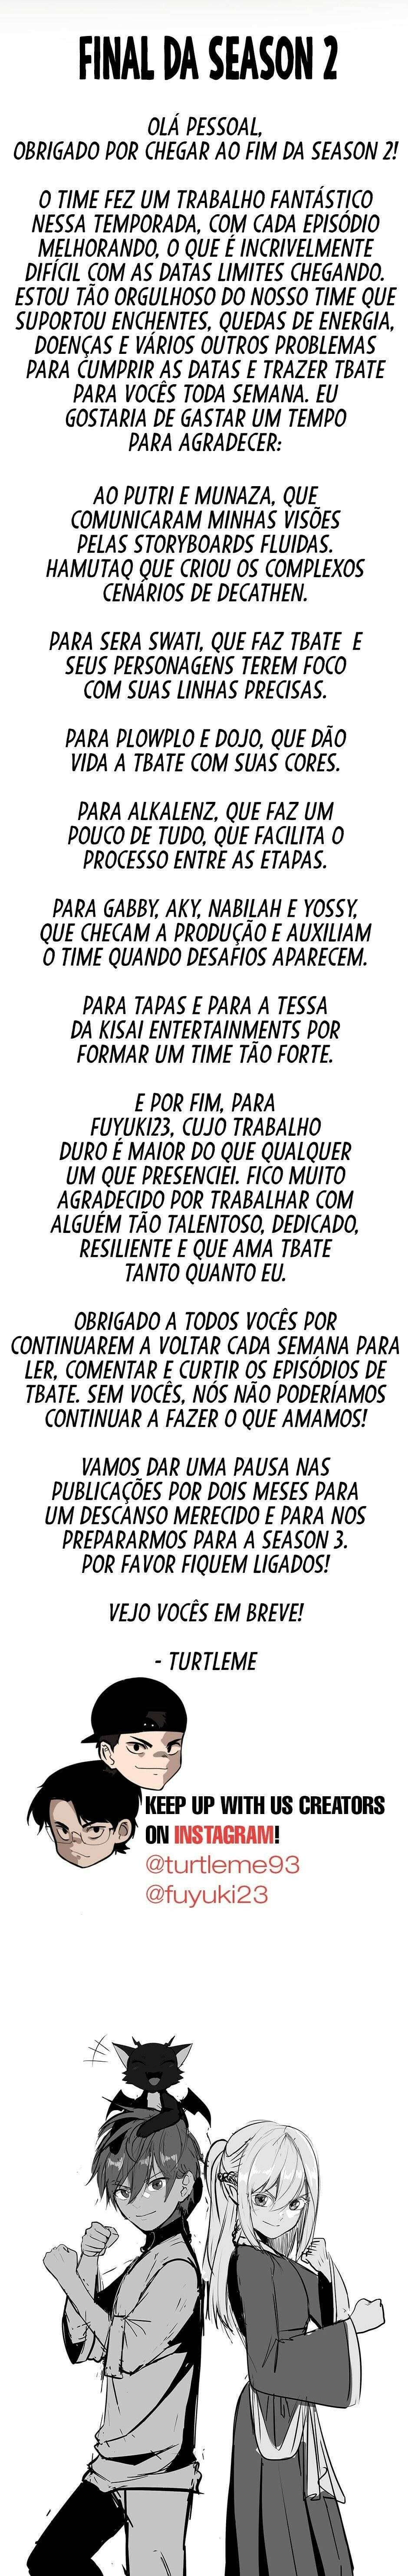 FINAL DA SEASON 2
OLÁ PESSOAL,
OBRIGADO POR CHEGAR AO FIM DA SEASON 2!
O TIME FEZ UM TRABALHO FANTÁSTICO
NESSA TEMPORADA, COM CADA EPISÓDIO
MELHORANDO, O QUE É INCRIVELMENTE
DIFÍCIL COM AS DATAS LIMITES CHEGANDO.
ESTOU TÃO ORGULHOSO DO NOSSO TIME QUE
SUPORTOU ENCHENTES, QUEDAS DE ENERGIA,
DOENÇAS E VÁRIOS OUTROS PROBLEMAS
PARA CUMPRIR AS DATAS E TRAZER TBATE
PARA VOCÊS TODA SEMANA. EU
GOSTARIA DE GASTAR UM TEMPO
PARA AGRADECER:
AO PUTRI E MUNAZA, QUE
COMUNICARAM MINHAS VISÕES
PELAS STORYBOARDS FLUIDAS.
HAMUTAQ QUE CRIOU OS COMPLEXOS
CENÁRIOS DE DECATHEN.
PARA SERA SWATI, QUE FAZ TBATE E
SEUS PERSONAGENS TEREM FOCO
COM SUAS LINHAS PRECISAS.
PARA PLOWPLO E DOJO, QUE DÃO
VIDA A TBATE COM SUAS CORES.
PARA ALKALENZ, QUE FAZ UM
POUCO DE TUDO, QUE FACILITA O
PROCESSO ENTRE AS ETAPAS.
PARA GABBY, AKY, NABILAH E YOSSY,
QUE CHECAM A PRODUÇÃO E AUXILIAM
O TIME QUANDO DESAFIOS APARECEM.
PARA TAPAS E PARA A TESSA
DA KISAI ENTERTAINMENTS POR
FORMAR UM TIME TÃO FORTE.
E POR FIM, PARA
FUYUKI23, CUJO TRABALHO
DURO É MAIOR DO QUE QUALQUER
UM QUE PRESENCIEI. FICO MUITO
AGRADECIDO POR TRABALHAR COM
ALGUÉM TÃO TALENTOSO, DEDICADO,
RESILIENTE E QUE AMA TBATE
TANTO QUANTO EU.
OBRIGADO A TODOS VOCÊS POR
CONTINUAREM A VOLTAR CADA SEMANA PARA
LER, COMENTAR E CURTIR OS EPISÓDIOS DE
TBATE. SEM VOCÊS, NÓS NÃO PODERÍAMOS
CONTINUAR A FAZER O QUE AMAMOS!
VAMOS DAR UMA PAUSA NAS
PUBLICAÇÕES POR DOIS MESES PARA
UM DESCANSO MERECIDO E PARA NOS
PREPARARMOS PARA A SEASON 3.
POR FAVOR FIQUEM LIGADOS!
VEJO VOCÊS EM BREVE!
- TURTLEME
KEEP UP WITH US CREATORS
ON INSTAGRAM!
@turtleme93
@fuyuki23